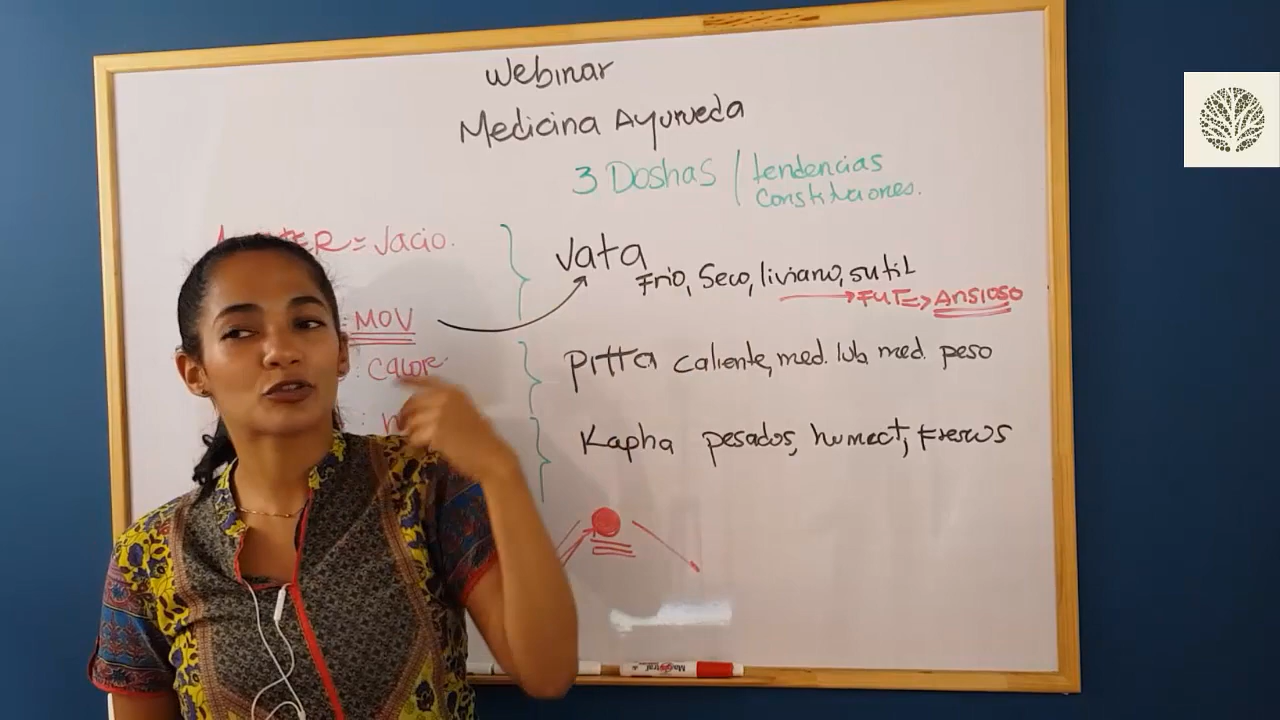 Webinar
Medicina Ayurveda
3 Doshas / tendencias
Constituciones.
= Vacio.
Vata
Frio, Seco, liviano, sutil
FUT => Ansioso
: MOV
: calor
Pitta caliente, med. lub med. peso
Kapha pesados, humect, Frescos